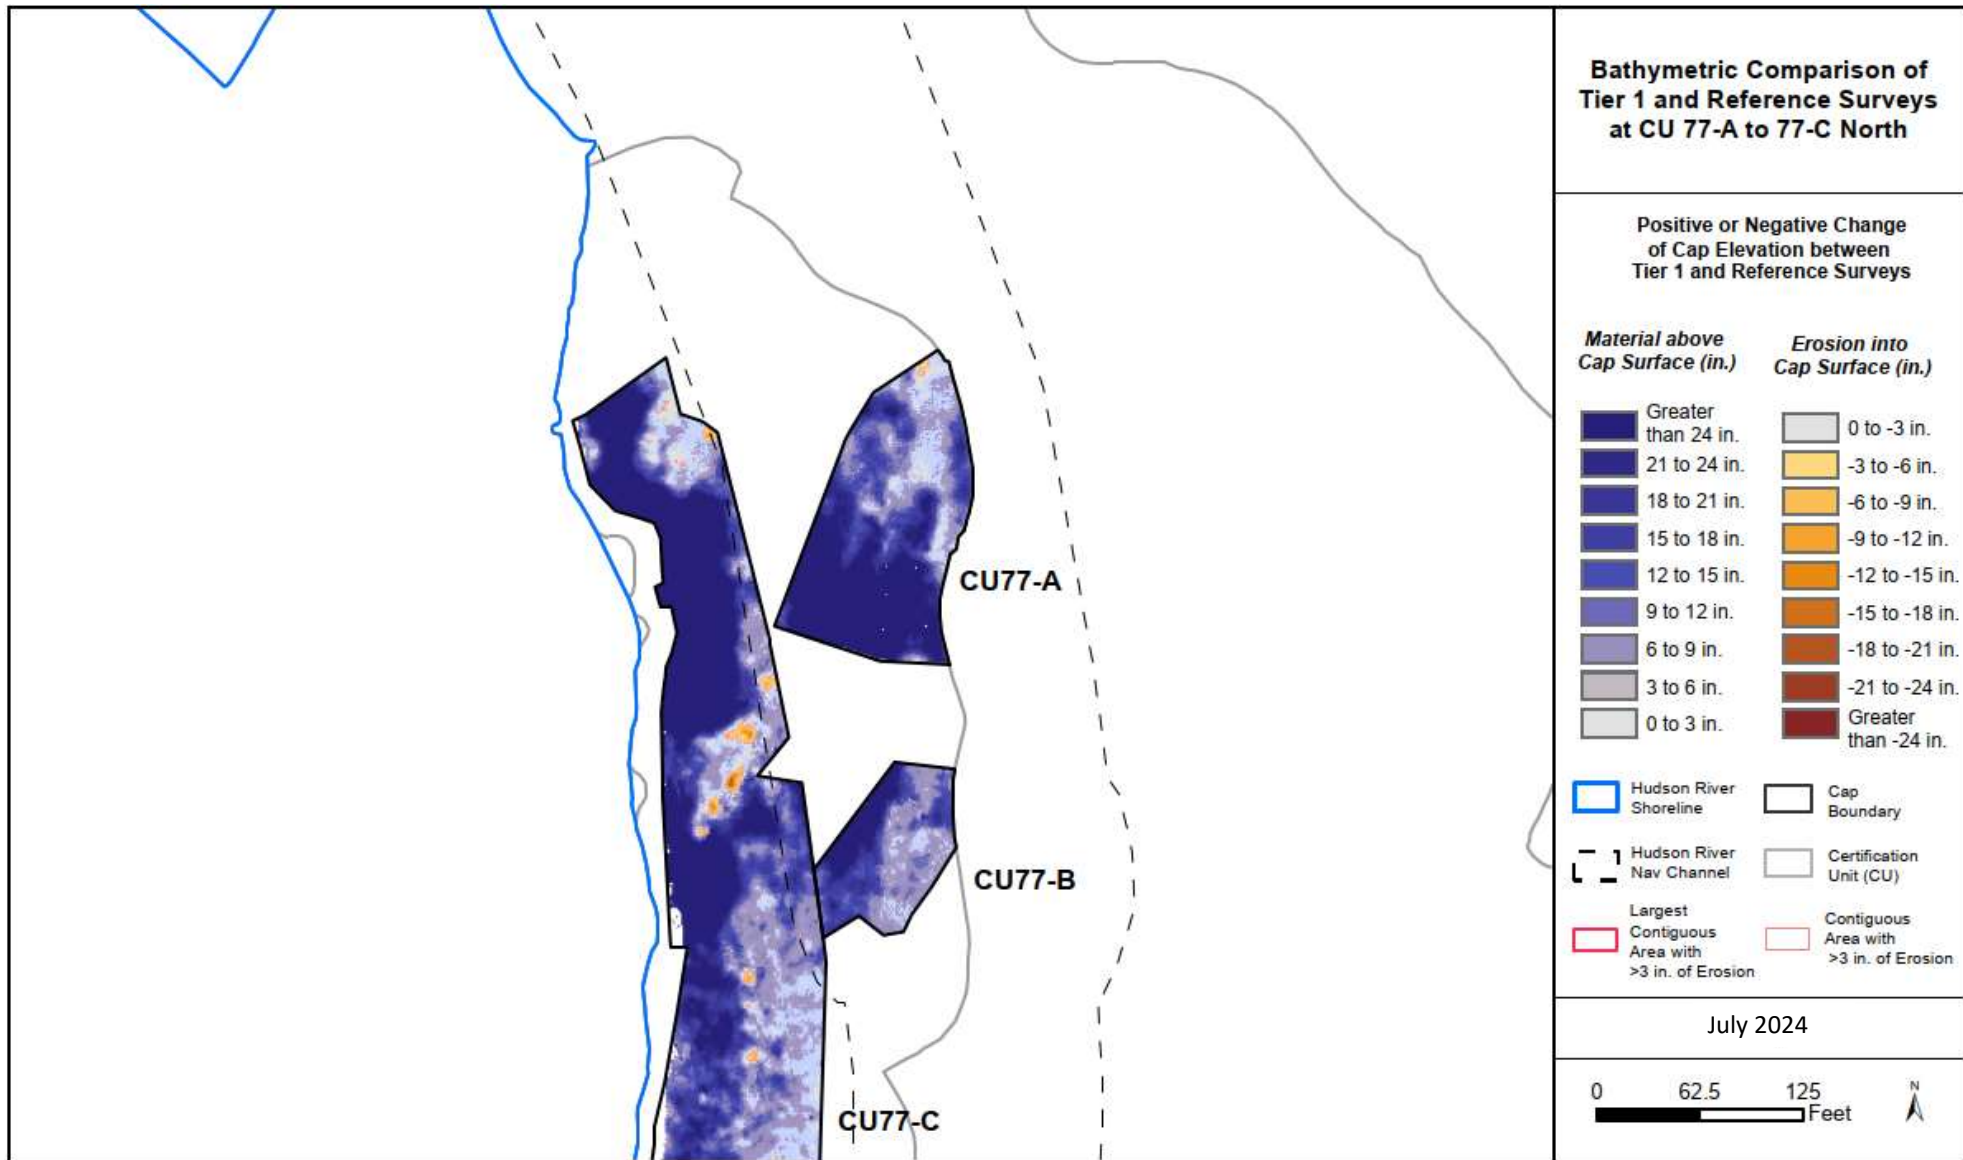 Bathymetric Comparison of
Tier 1 and Reference Surveys
at CU 77-A to 77-C North
Positive or Negative Change
of Cap Elevation between
Tier 1 and Reference Surveys
Material above
Cap Surface (in.)
Greater
than 24 in.
21 to 24 in.
18 to 21 in.
15 to 18 in.
12 to 15 in.
9 to 12 in.
6 to 9 in.
3 to 6 in.
0 to 3 in.
Erosion into
Cap Surface (in.)
0 to -3 in.
-3 to -6 in.
-6 to -9 in.
-9 to -12 in.
-12 to -15 in.
-15 to -18 in.
-18 to -21 in.
-21 to -24 in.
Greater
than -24 in.
Hudson River
Shoreline
Cap
Boundary
Hudson River
Nav Channel
Certification
Unit (CU)
Largest
Contiguous
Area with
>3 in. of Erosion
Contiguous
Area with
>3 in. of Erosion
July 2024
0 62.5 125
Feet
N
CU77-A
CU77-B
CU77-C